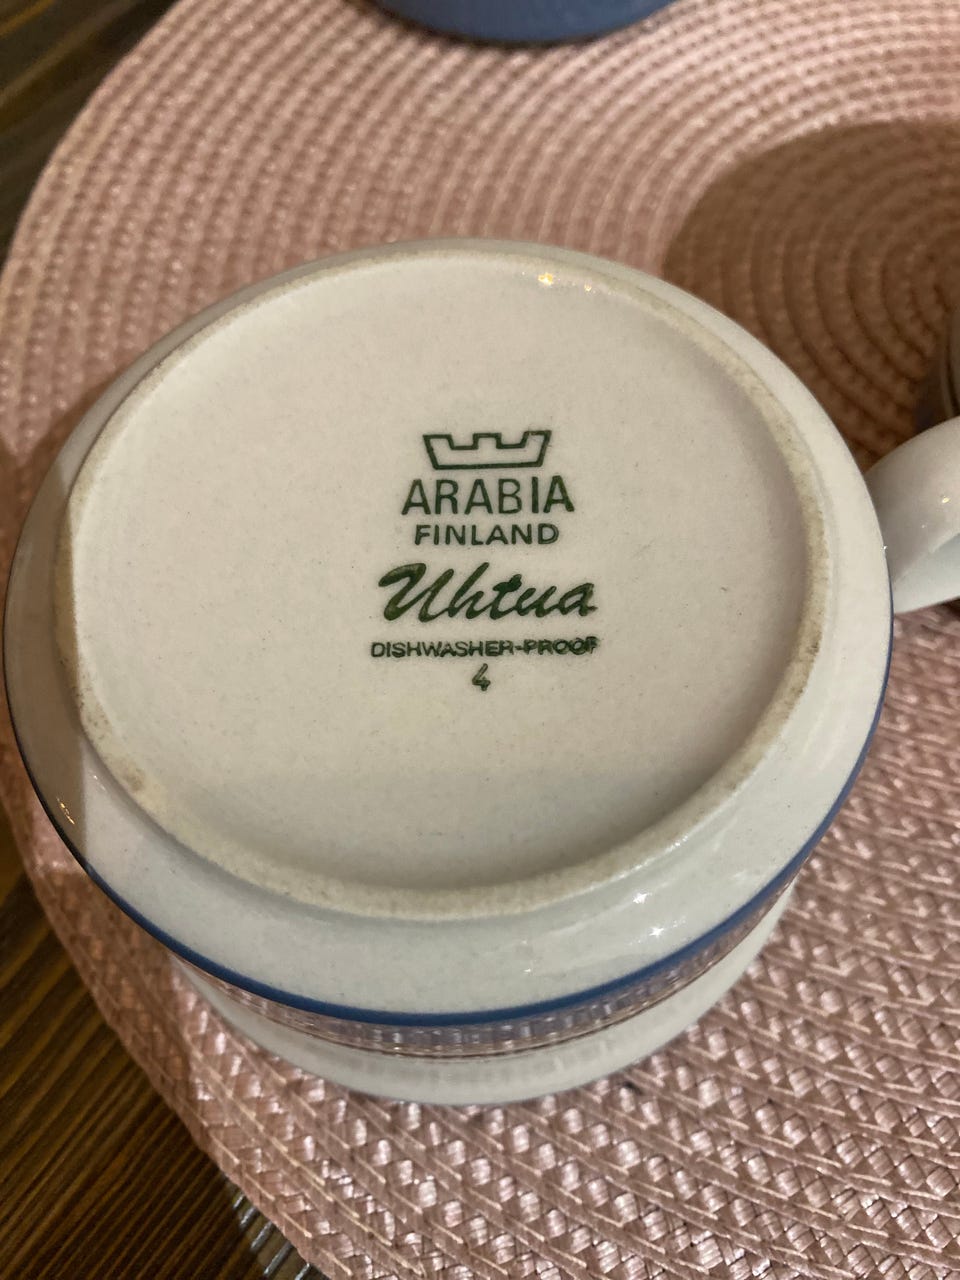 ARABIA
FINLAND
Uhtua
DISHWASHER-PROOF
4